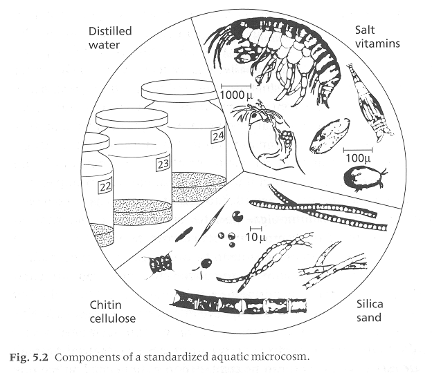 Distilled
water
Salt
vitamins
1000μ
100μ
24
23
22
10μ
Chitin
cellulose
Silica
sand
Fig. 5.2 Components of a standardized aquatic microcosm.